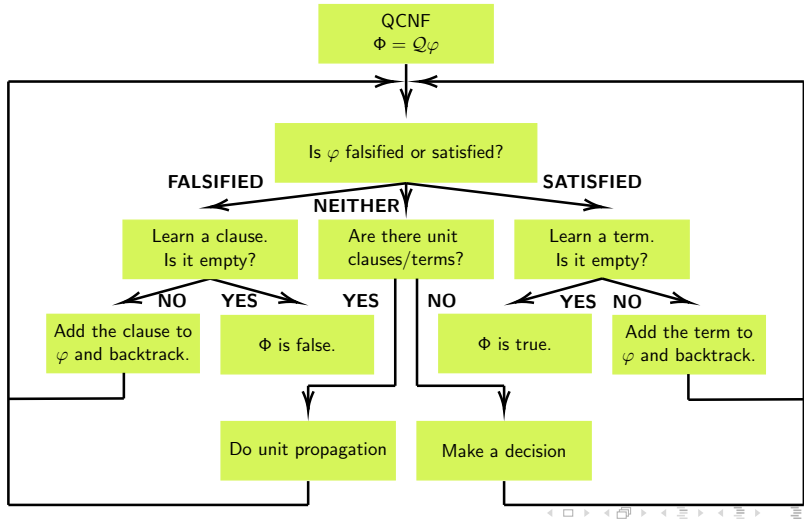 QCNF
Φ = 𝒬φ
Is φ falsified or satisfied?
FALSIFIED
NEITHER
SATISFIED
Learn a clause.
Is it empty?
Are there unit
clauses/terms?
Learn a term.
Is it empty?
NO
YES
YES
NO
YES
NO
Add the clause to
φ and backtrack.
Φ is false.
Φ is true.
Add the term to
φ and backtrack.
Do unit propagation
Make a decision